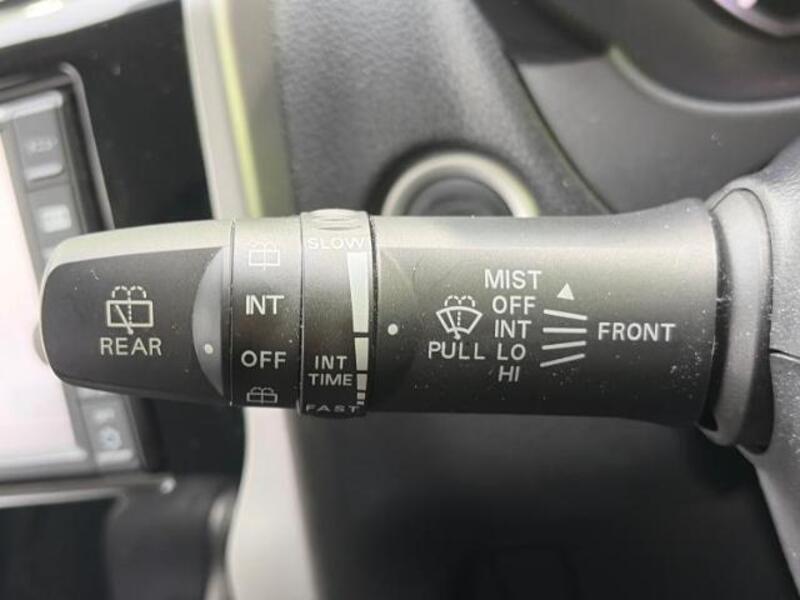 REAR
INT
OFF
SLOW
INT
TIME
FAST
PULL
MIST
OFF
INT
LO
HI
FRONT